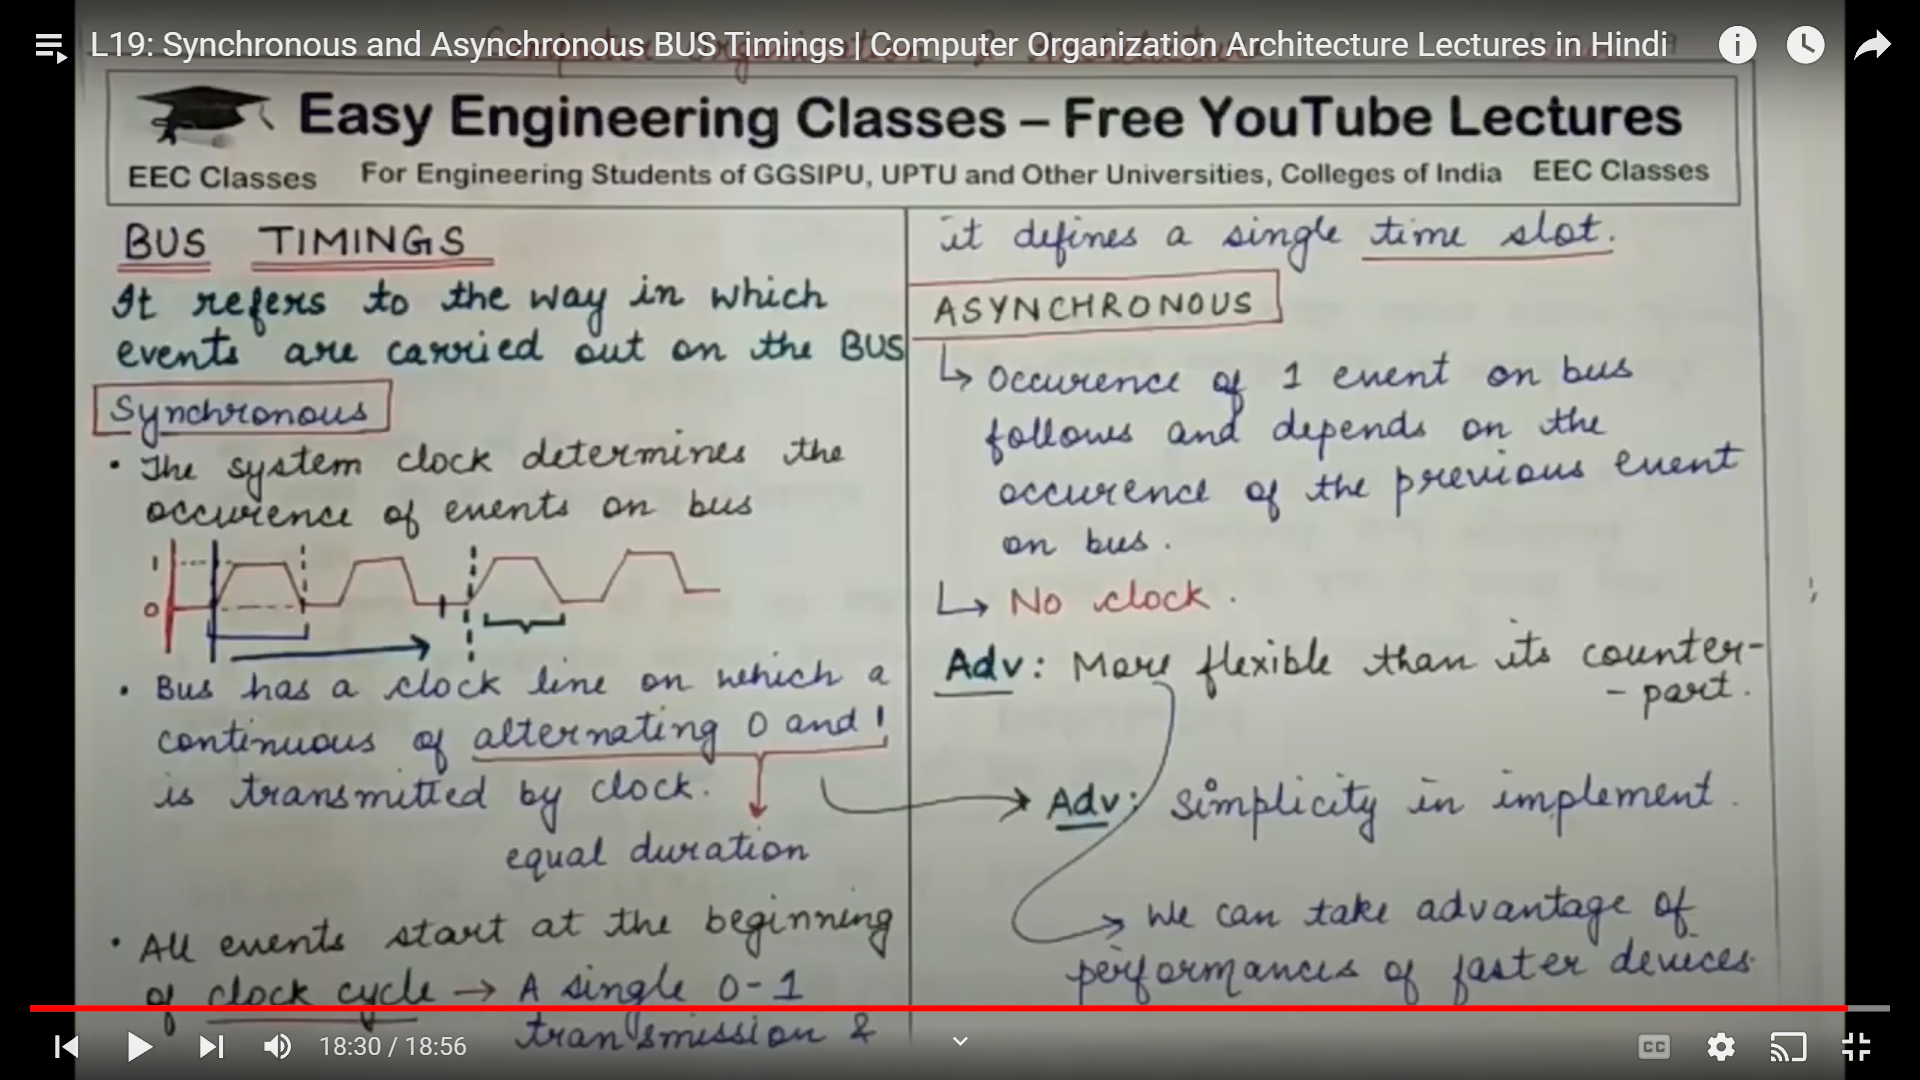 L19: Synchronous and Asynchronous BUS Timings | Computer Organization Architecture Lectures in Hindi
Easy Engineering Classes – Free YouTube Lectures
EEC Classes For Engineering Students of GGSIPU, UPTU and Other Universities, Colleges of India EEC Classes
BUS TIMINGS
It refers to the way in which
events are carried out on the BUS
Synchronous
• The system clock determines the
occurence of events on bus
1
0
• Bus has a clock line on which a
continuous of alternating 0 and 1
is transmitted by clock.
equal duration
• All events start at the beginning
of clock cycle → A single 0-1
transmission &
it defines a single time slot.
ASYNCHRONOUS
↳ Occurence of 1 event on bus
follows and depends on the
occurence of the previous event
on bus.
↳ No clock.
Adv: More flexible than its counter-
- part.
Adv: Simplicity in implement.
→ We can take advantage of
performances of faster devices.
18:30 / 18:56
CC